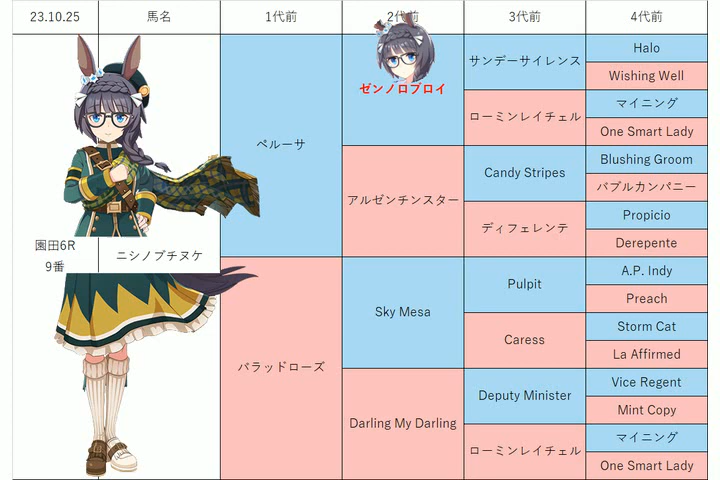 23.10.25 馬名 1代前 2代前 3代前 4代前
園田6R
9番
ニシノプチヌケ
ペルーサ
バラッドローズ
ゼンノロブロイ
アルゼンチンスター
Sky Mesa
Darling My Darling
サンデーサイレンス
ローミンレイチェル
Candy Stripes
ディフェレンテ
Pulpit
Caress
Deputy Minister
ローミンレイチェル
Halo
Wishing Well
マイニング
One Smart Lady
Blushing Groom
バブルカンパニー
Propicio
Derepente
A.P. Indy
Preach
Storm Cat
La Affirmed
Vice Regent
Mint Copy
マイニング
One Smart Lady